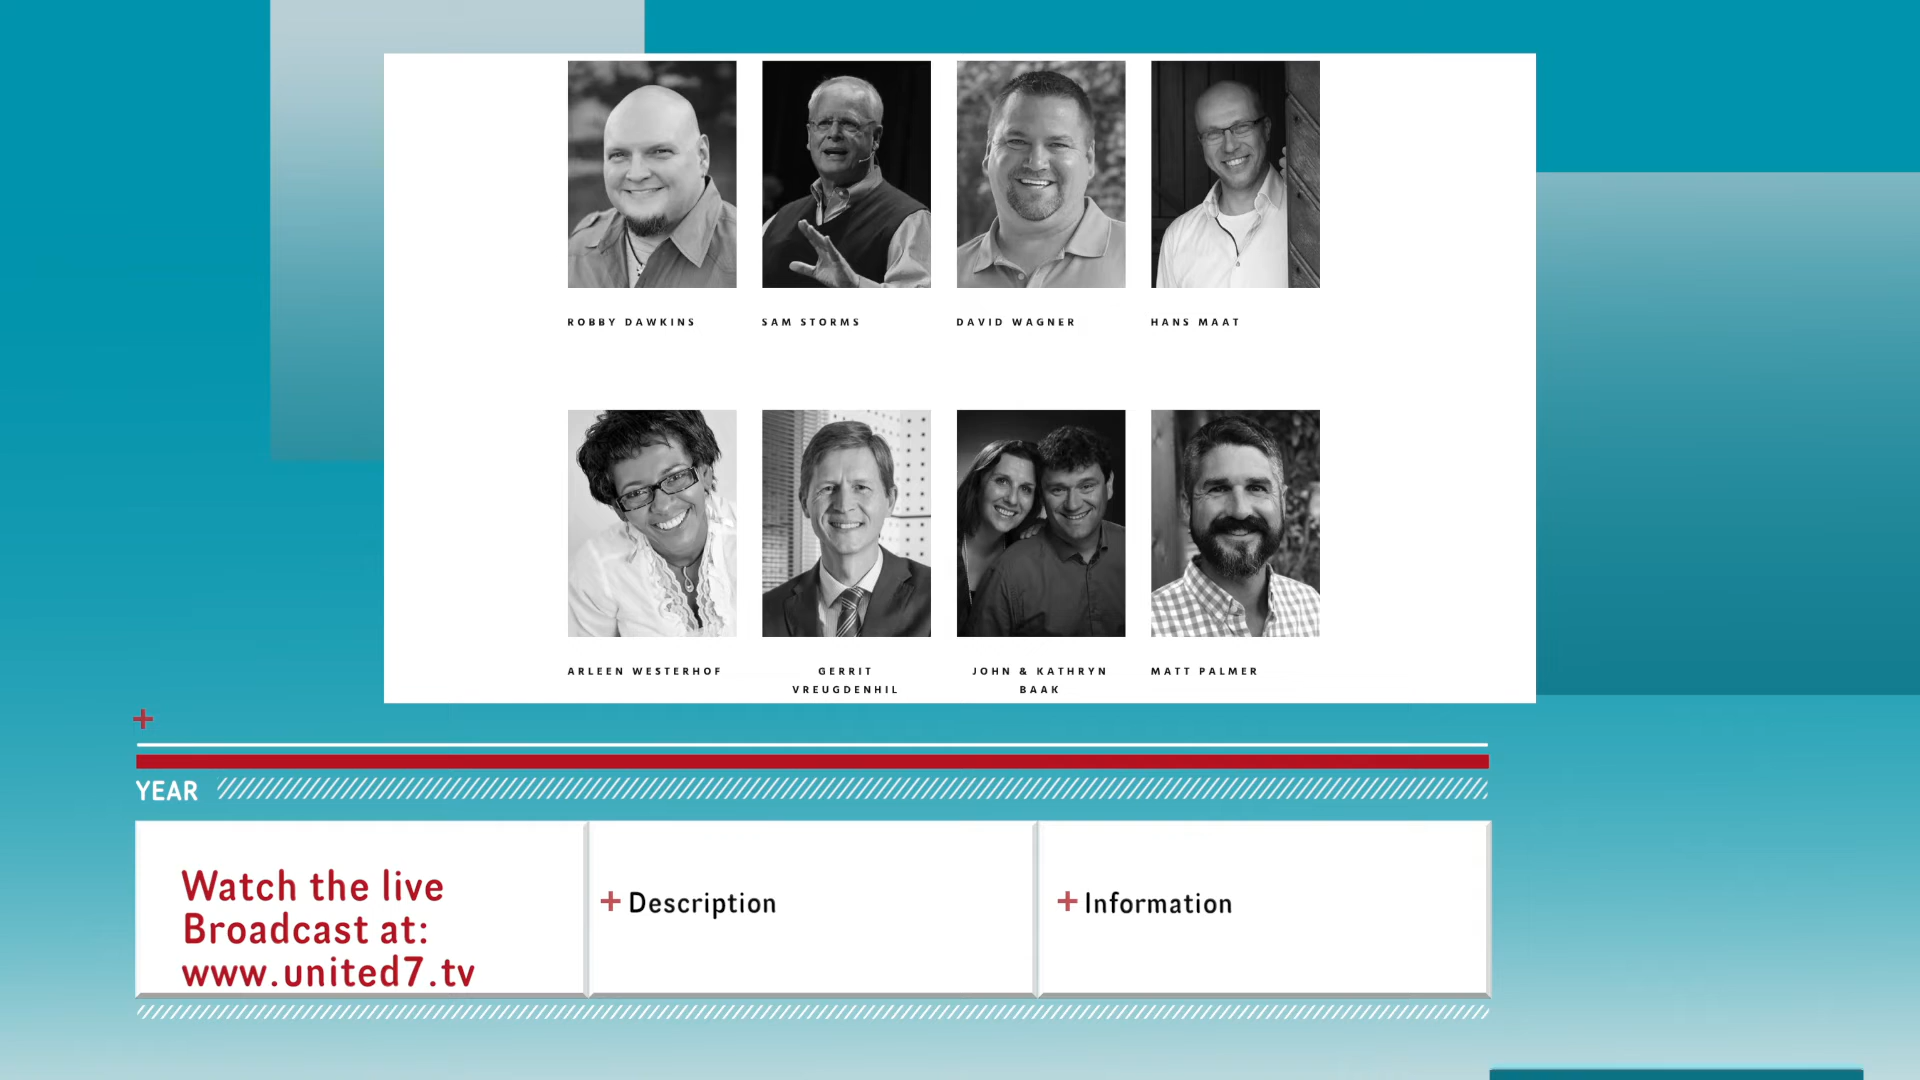 ROBBY DAWKINS
SAM STORMS
DAVID WAGNER
HANS MAAT
ARLEEN WESTERHOF
GERRIT
VREUGDENHIL
JOHN & KATHRYN
BAAK
MATT PALMER
+
YEAR
Watch the live
Broadcast at:
www.united7.tv
+ Description
+ Information